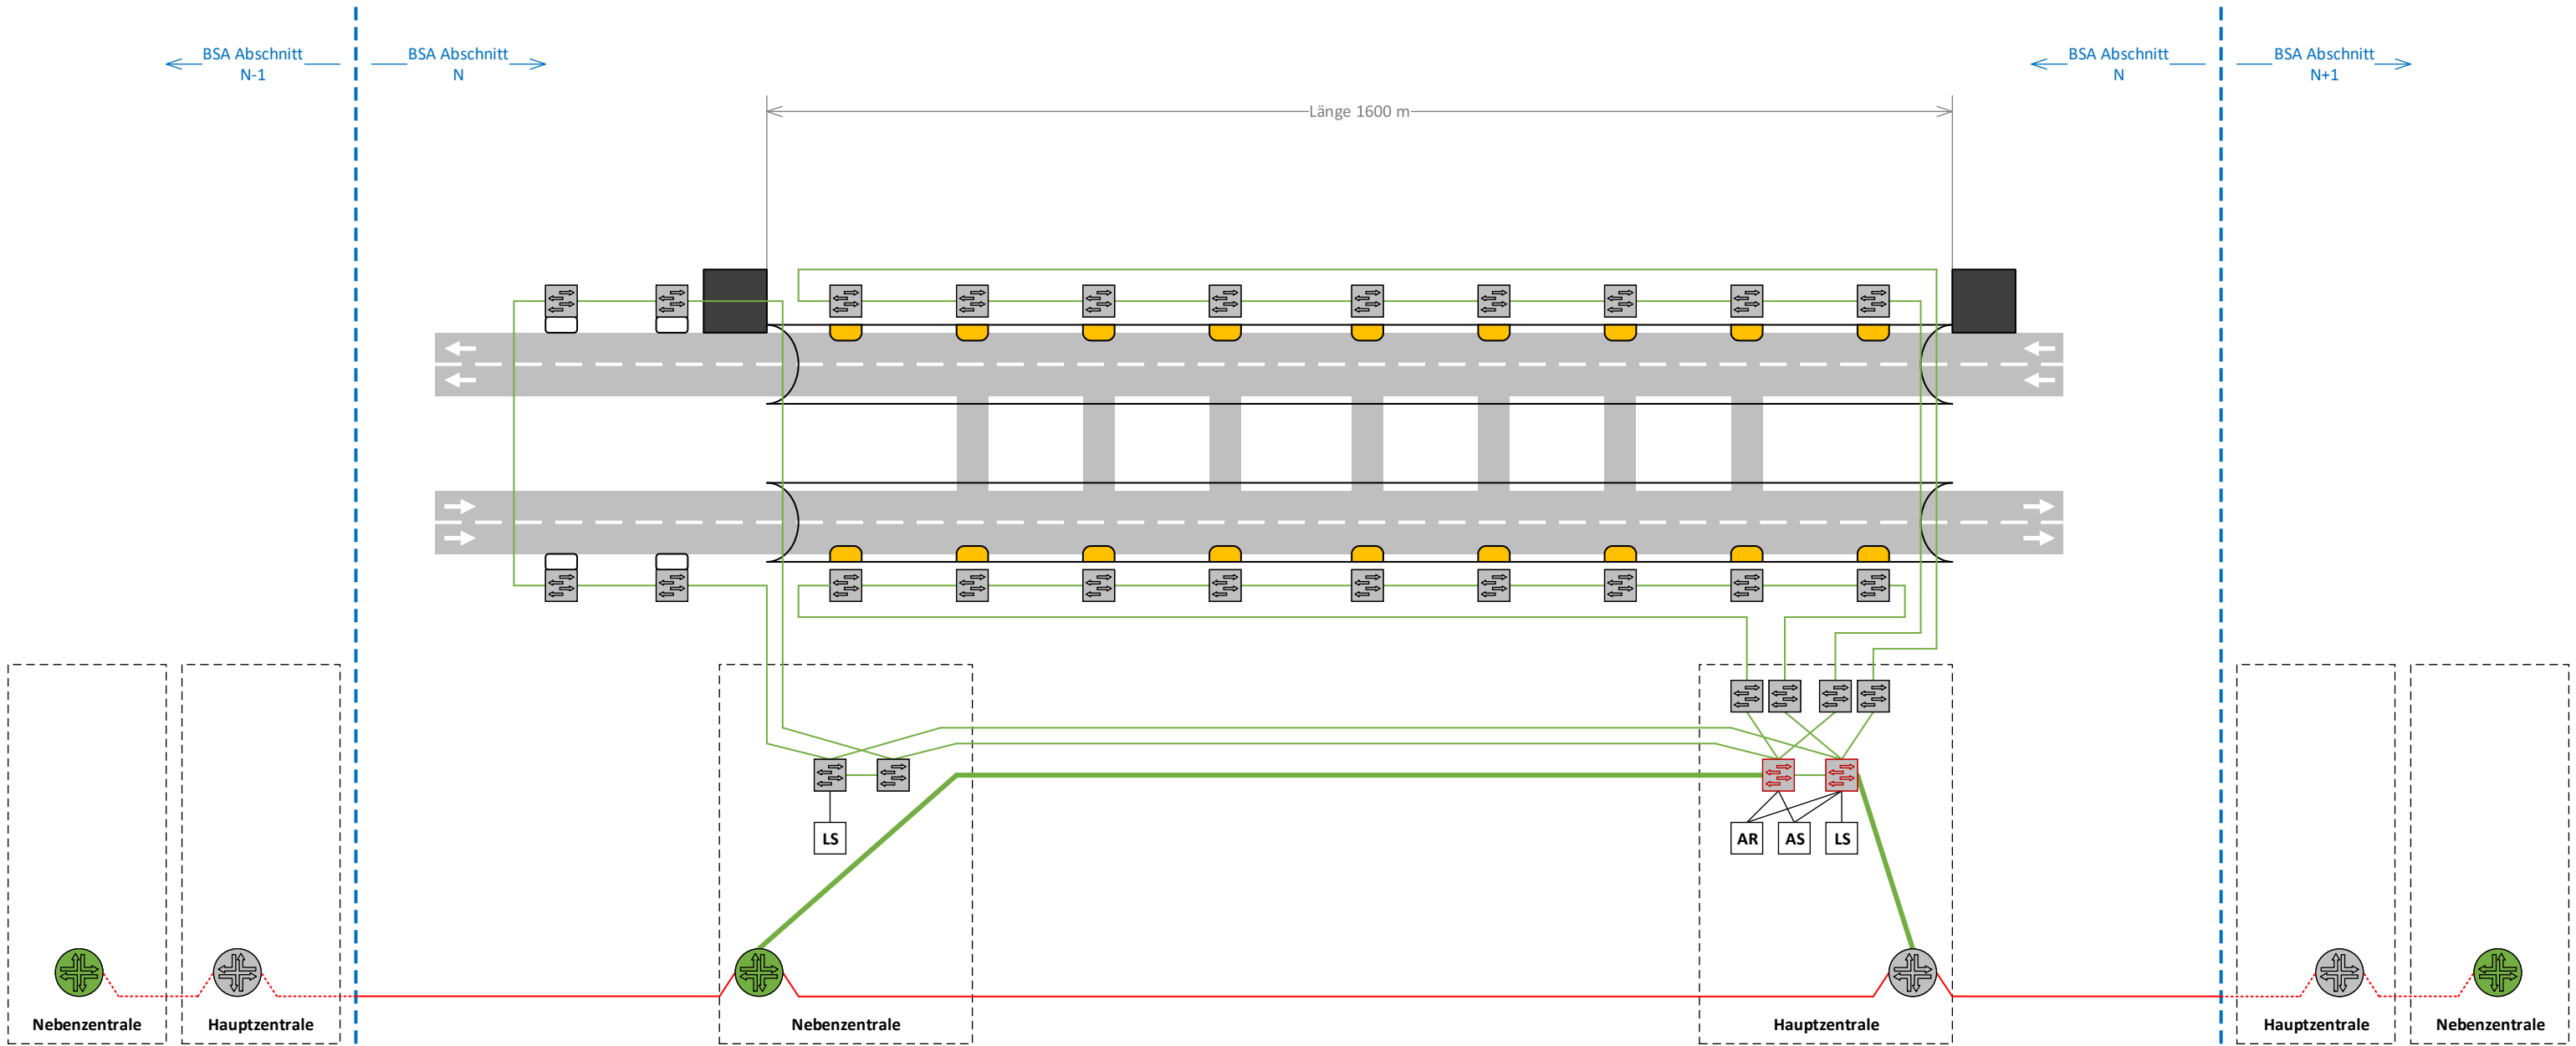 BSA Abschnitt
N-1
BSA Abschnitt
N
BSA Abschnitt
N
BSA Abschnitt
N+1
Länge 1600 m
LS
AR
AS
LS
Nebenzentrale
Hauptzentrale
Nebenzentrale
Hauptzentrale
Hauptzentrale
Nebenzentrale